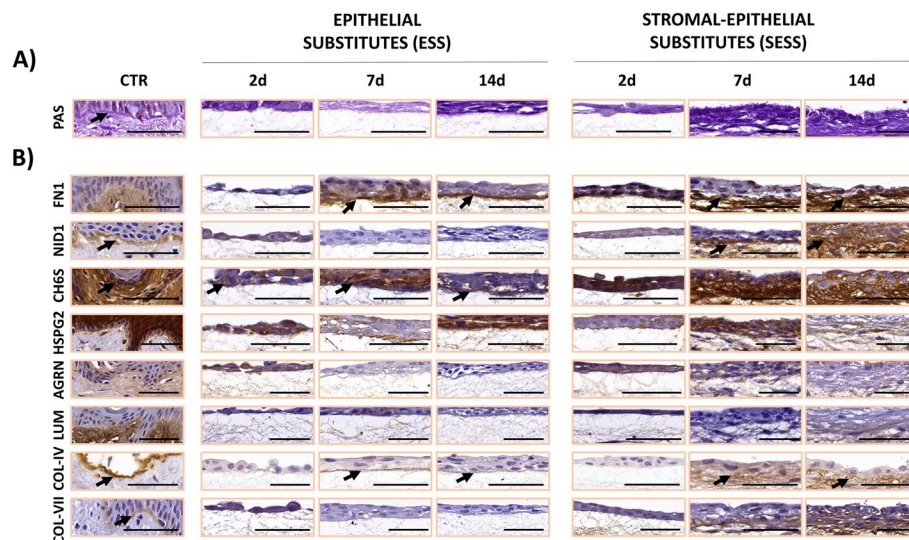 EPITHELIAL
SUBSTITUTES (ESS)
STROMAL-EPITHELIAL
SUBSTITUTES (SESS)
A)
CTR
2d
7d
14d
2d
7d
14d
PAS
B)
FN1
NID1
CH6S
HSPG2
AGRN
LUM
COL-IV
COL-VII